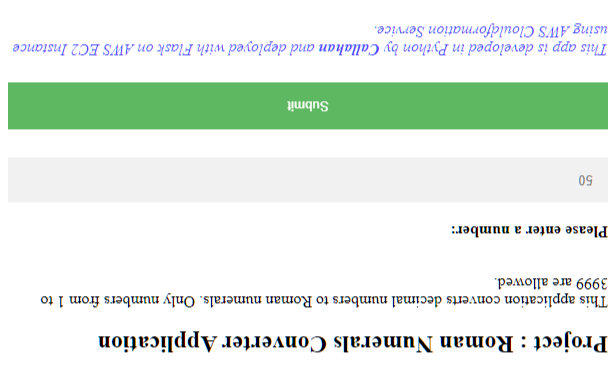 Project : Roman Numerals Converter Application
This application converts decimal numbers to Roman numerals. Only numbers from 1 to
3999 are allowed.
Please enter a number:
50
Submit
This app is developed in Python by Callahan and deployed with Flask on AWS EC2 Instance
using AWS Clouldformation Service.